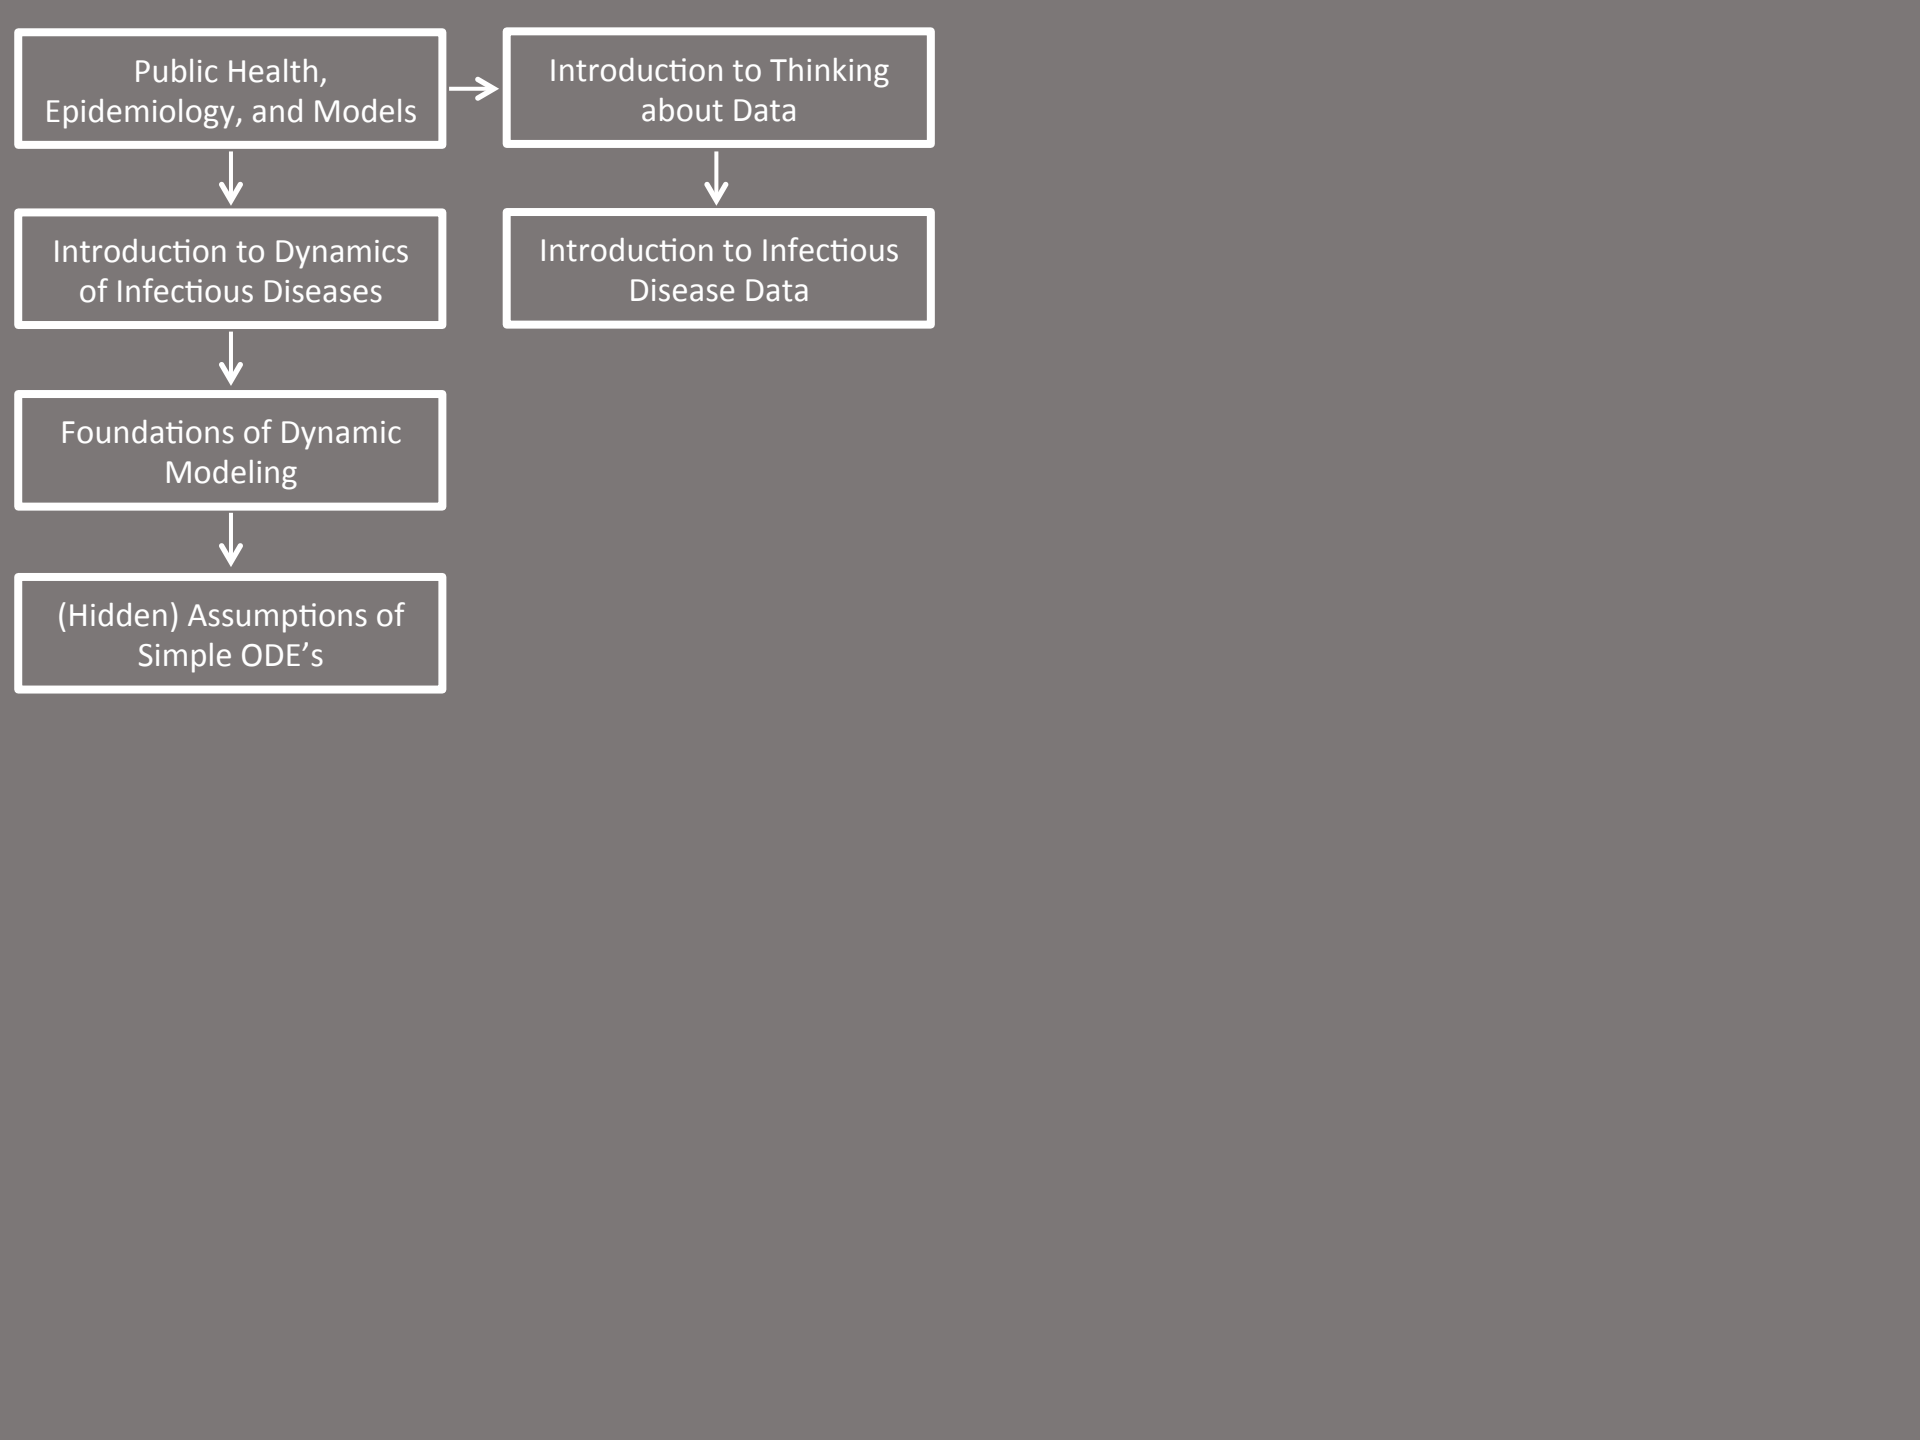 Public Health,
Epidemiology, and Models
Introduction to Thinking
about Data
Introduction to Dynamics
of Infectious Diseases
Introduction to Infectious
Disease Data
Foundations of Dynamic
Modeling
(Hidden) Assumptions of
Simple ODE’s